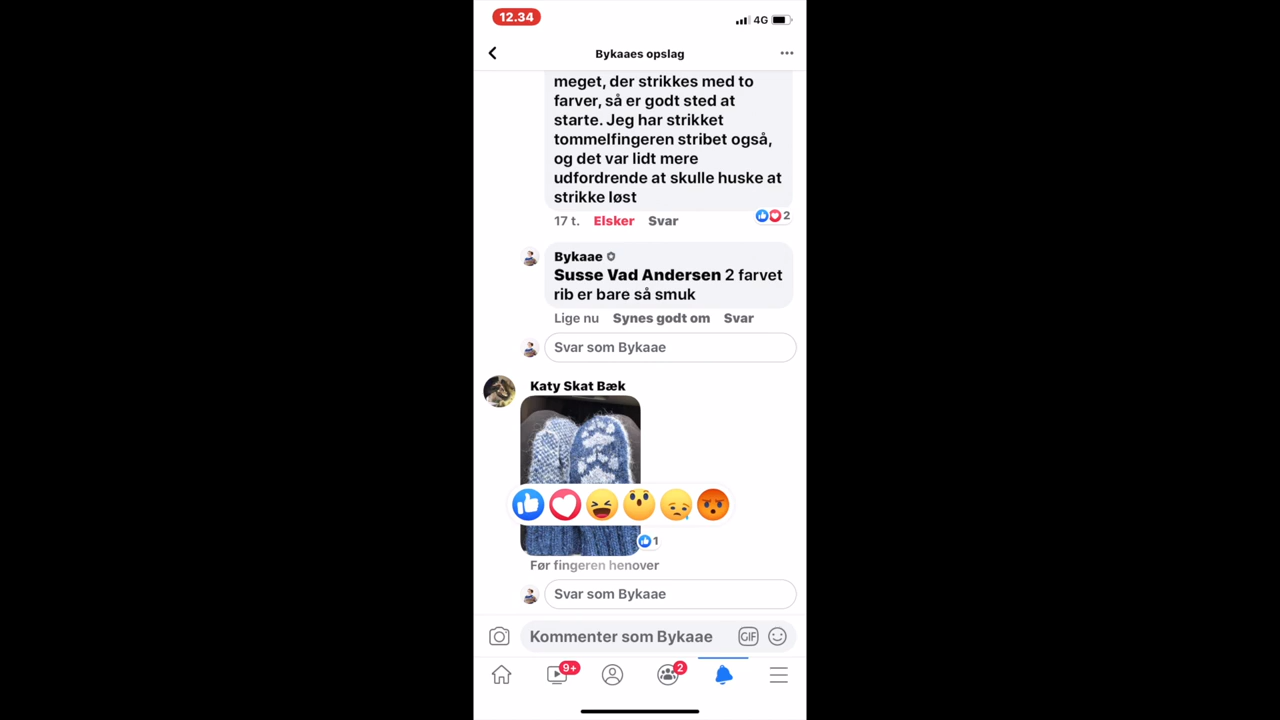 12.34
4G
Bykaaes opslag
meget, der strikkes med to
farver, så er godt sted at
starte. Jeg har strikket
tommelfingeren stribet også,
og det var lidt mere
udfordrende at skulle huske at
strikke løst
17 t. Elsker Svar 2
Bykaae
Susse Vad Andersen 2 farvet
rib er bare så smuk
Lige nu Synes godt om Svar
Svar som Bykaae
Katy Skat Bæk
1
Før fingeren henover
Svar som Bykaae
Kommenter som Bykaae GIF
9+ 2